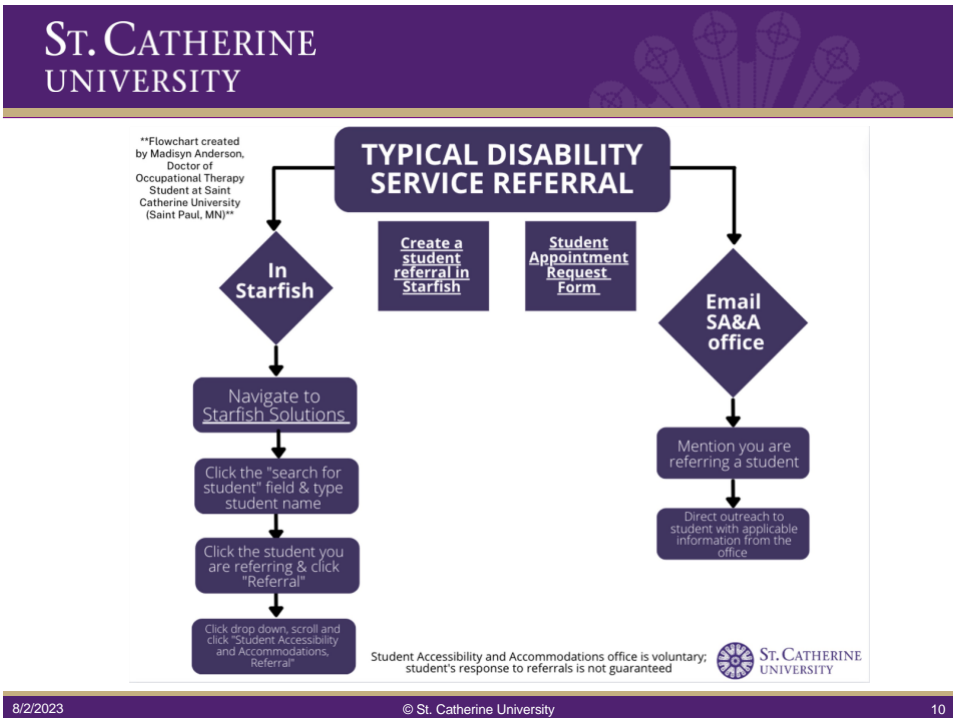 ST. CATHERINE
UNIVERSITY
**Flowchart created
by Madisyn Anderson,
Doctor of
Occupational Therapy
Student at Saint
Catherine University
(Saint Paul, MN)**
TYPICAL DISABILITY
SERVICE REFERRAL
In
Starfish
Create a
student
referral in
Starfish
Student
Appointment
Request
Form
Email
SA&A
office
Navigate to
Starfish Solutions
Click the "search for
student" field & type
student name
Click the student you
are referring & click
"Referral"
Click drop down, scroll and
click "Student Accessibility
and Accommodations,
Referral"
Mention you are
referring a student
Direct outreach to
student with applicable
information from the
office
Student Accessibility and Accommodations office is voluntary;
student's response to referrals is not guaranteed
ST. CATHERINE
UNIVERSITY
8/2/2023
© St. Catherine University
10